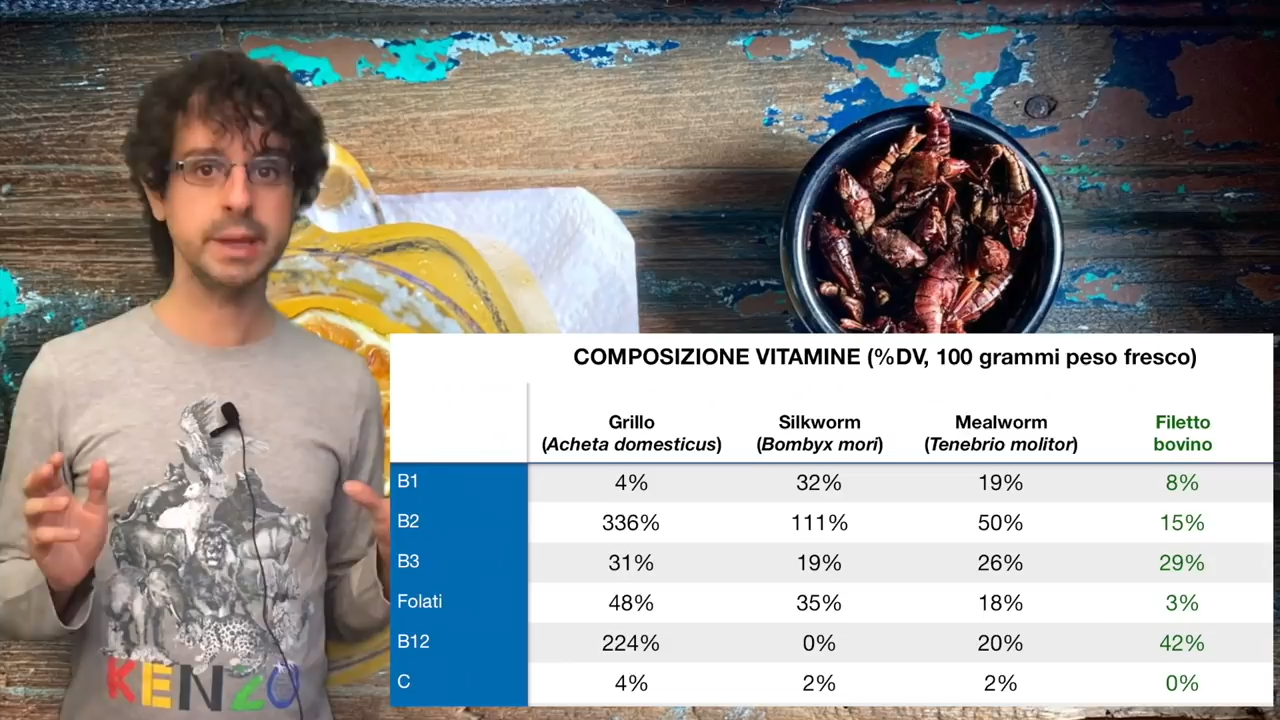 COMPOSIZIONE VITAMINE (%DV, 100 grammi peso fresco)
Grillo Silkworm Mealworm Filetto
(Acheta domesticus) (Bombyx mori) (Tenebrio molitor) bovino
B1 4% 32% 19% 8%
B2 336% 111% 50% 15%
B3 31% 19% 26% 29%
Folati 48% 35% 18% 3%
B12 224% 0% 20% 42%
C 4% 2% 2% 0%
KENZO